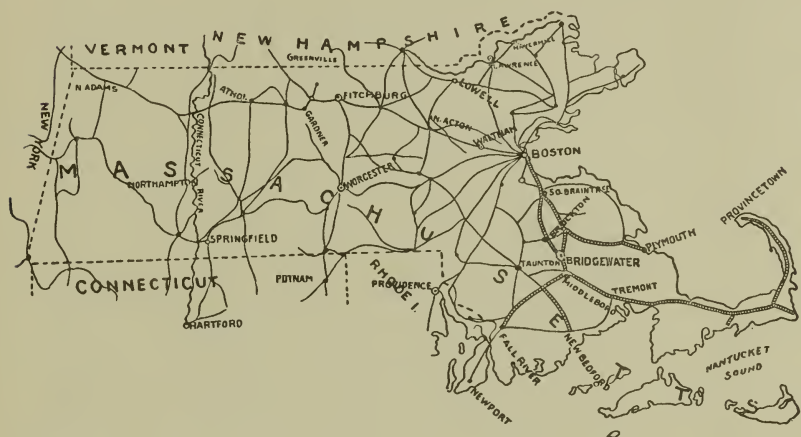 VERMONT
NEW HAMPSHIRE
GREENVILLE
HAVERHILL
LAWRENCE
LOWELL
N. ADAMS
ATHOL
FITCHBURG
GARDNER
NEW YORK
CONNECTICUT RIVER
W. ACTON
WALTHAM
BOSTON
MASSACHUSETTS
NORTHAMPTON
WORCESTER
SO. BRAINTREE
BROCKTON
PROVINCETOWN
SPRINGFIELD
PLYMOUTH
CONNECTICUT
PUTNAM
RHODE I.
PROVIDENCE
TAUNTON
BRIDGEWATER
MIDDLEBORO
TREMONT
HARTFORD
FALL RIVER
NEW BEDFORD
NANTUCKET
SOUND
NEWPORT